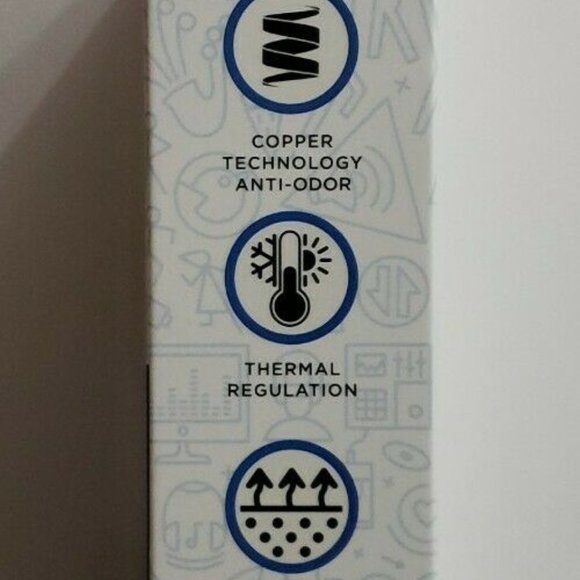 COPPER
TECHNOLOGY
ANTI-ODOR
THERMAL
REGULATION